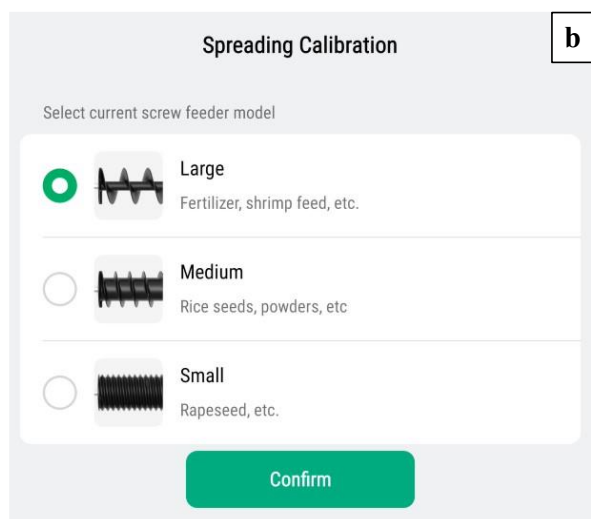 Spreading Calibration
b
Select current screw feeder model
Large
Fertilizer, shrimp feed, etc.
Medium
Rice seeds, powders, etc
Small
Rapeseed, etc.
Confirm